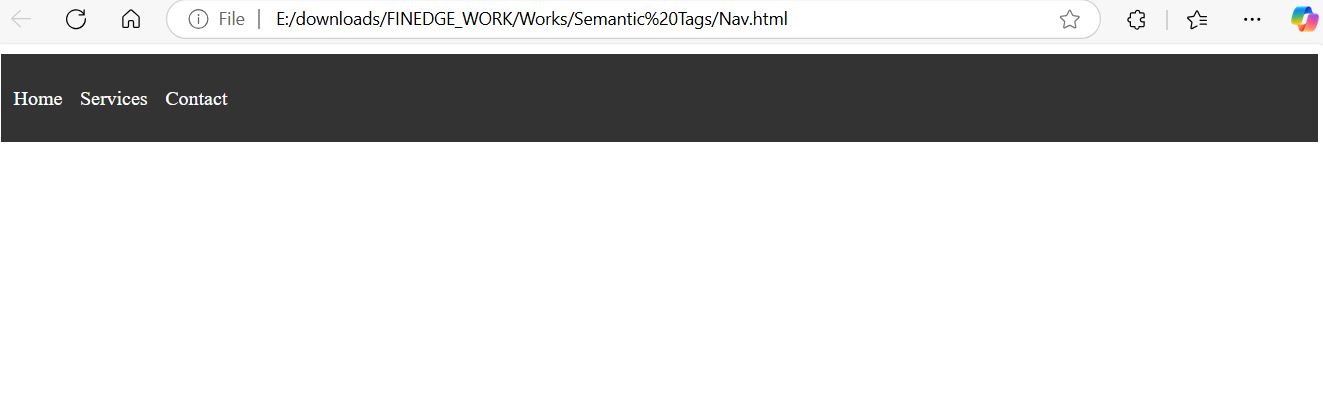 File | E:/downloads/FINEDGE_WORK/Works/Semantic%20Tags/Nav.html
Home Services Contact